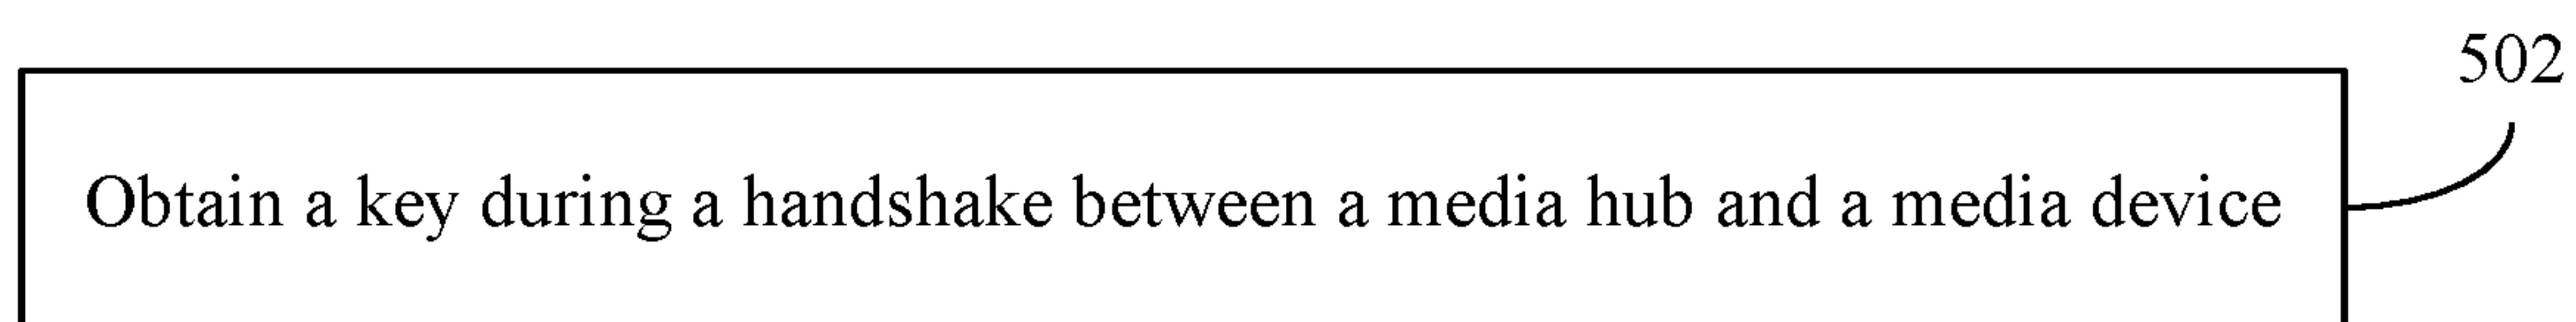 502
Obtain a key during a handshake between a media hub and a media device